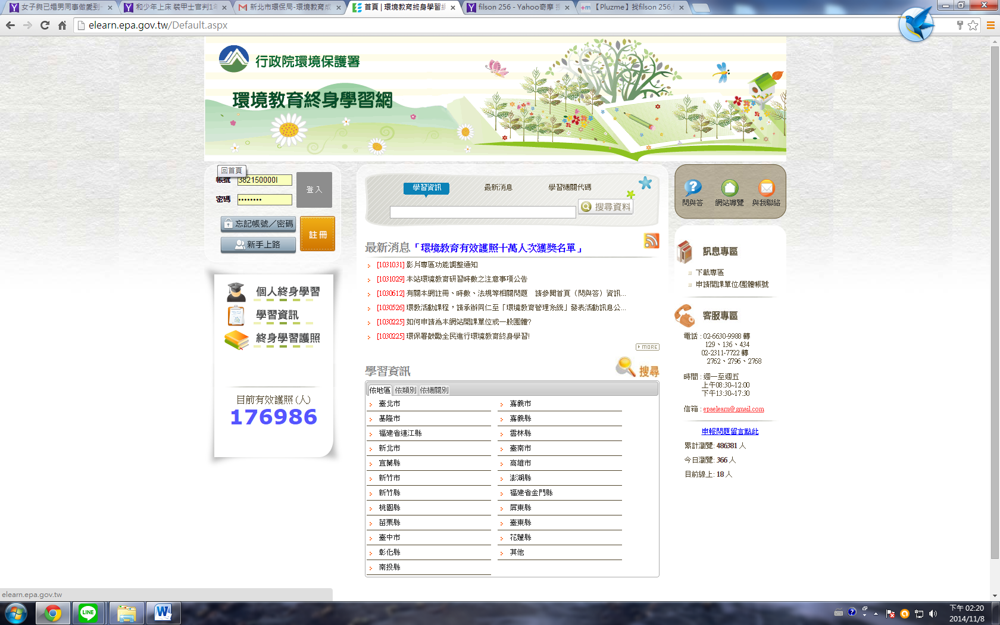 女子與已婚男同事做愛到-
和少年上床 裝甲士官判1年
新北市環保局-環境教育成
首頁 | 環境教育終身學習網
filson 256 - Yahoo奇摩 搜
【Pluzme】找filson 256,
elearn.epa.gov.tw/Default.aspx
行政院環境保護署
環境教育終身學習網
回首頁
帳號 382150000I
登入
密碼 ••••••••
忘記帳號／密碼
註冊
新手上路
個人終身學習
學習資訊
終身學習護照
目前有效護照(人)
176986
學習資訊 最新消息 學習機關代碼
搜尋資料
最新消息「環境教育有效護照十萬人次獲獎名單」
[1031031] 影片專區功能調整通知
[1031029] 本站環境教育研習時數之注意事項公告
[1030612] 有關本網註冊、時數、法規等相關問題　請參閱首頁（問與答）資訊...
[1030526] 環教活動課程，請承辦同仁至「環境教育管理系統」發表活動訊息公...
[1030225] 如何申請為本網站開課單位或一般團體?
[1030225] 環保署鼓勵全民進行環境教育終身學習!
MORE
學習資訊
搜尋
依地區 依類別 依機關別
臺北市
基隆市
福建省連江縣
新北市
宜蘭縣
新竹市
新竹縣
桃園縣
苗栗縣
臺中市
彰化縣
南投縣
嘉義市
嘉義縣
雲林縣
臺南市
高雄市
澎湖縣
福建省金門縣
屏東縣
臺東縣
花蓮縣
其他
問與答 網站導覽 與我聯絡
訊息專區
下載專區
申請開課單位/團體帳號
客服專區
電話 : 02-6630-9988 轉
129、136、434
02-2311-7722 轉
2762、2796、2768
時間 : 週一至週五
上午08:30~12:00
下午13:30~17:30
信箱 : epaelearn@gmail.com
申報問題留言點此
累計瀏覽: 486381 人
今日瀏覽: 366 人
目前線上: 18 人
elearn.epa.gov.tw
LINE
下午 02:20
2014/11/8